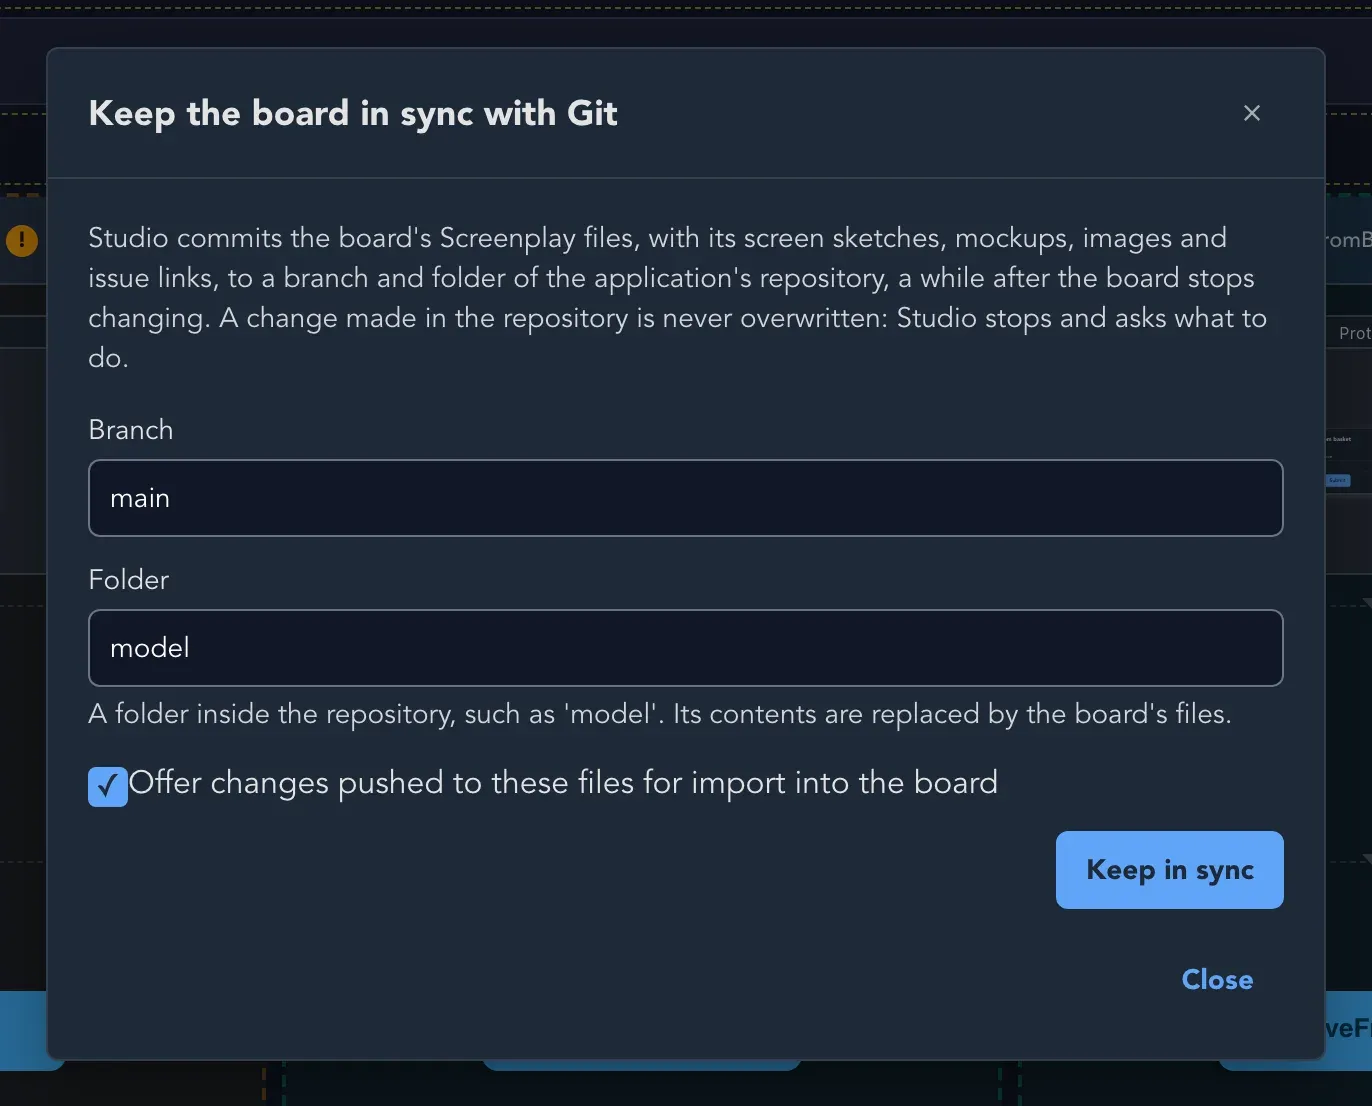 Keep the board in sync with Git
×
!
Studio commits the board's Screenplay files, with its screen sketches, mockups, images and
issue links, to a branch and folder of the application's repository, a while after the board stops
changing. A change made in the repository is never overwritten: Studio stops and asks what to
do.
Branch
main
Folder
model
A folder inside the repository, such as 'model'. Its contents are replaced by the board's files.
✓ Offer changes pushed to these files for import into the board
Keep in sync
Close
romB
Prot
basket
veFr